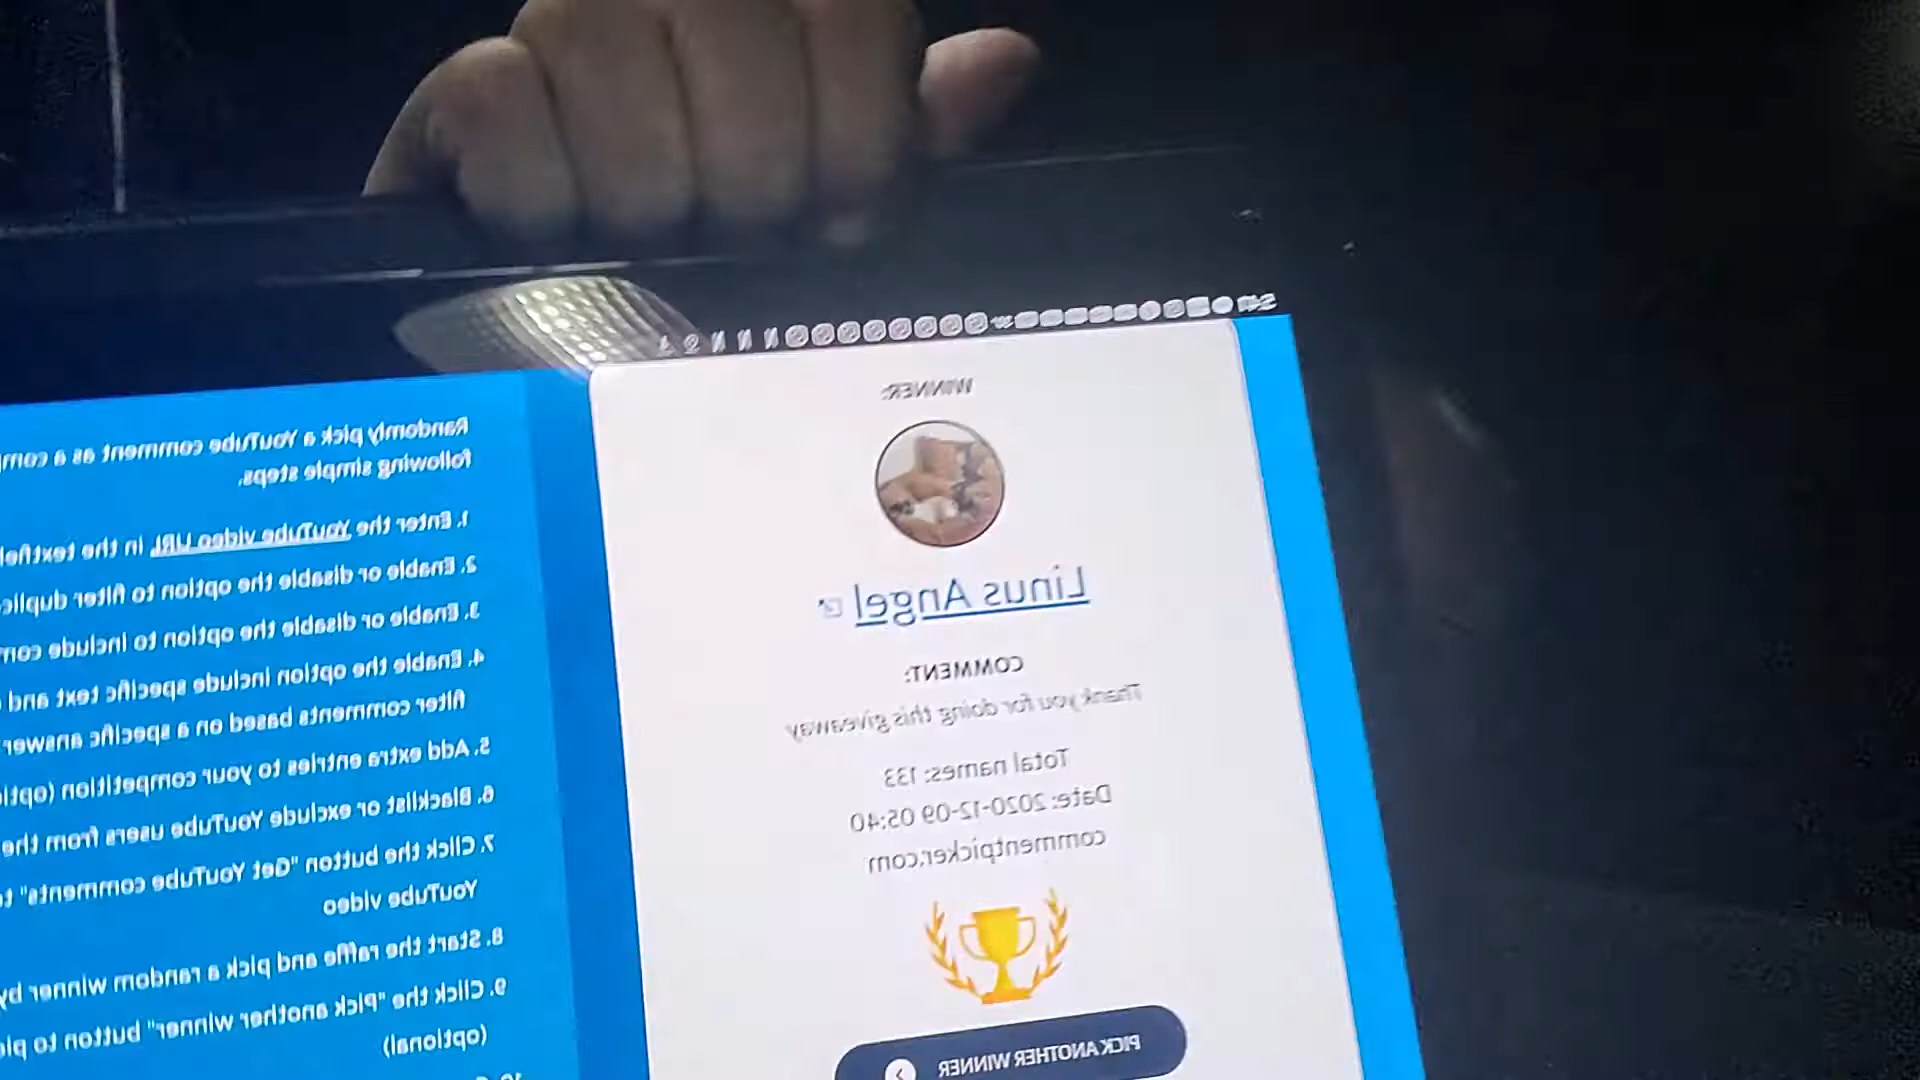 WINNER:
Linus Angel
COMMENT:
Thank you for doing this giveaway
Total names: 133
Date: 2020-12-09 05:40
commentpicker.com
PICK ANOTHER WINNER
Randomly pick a YouTube comment as a
following simple steps.
1. Enter the YouTube video URL in the
2. Enable or disable the option to filter
3. Enable or disable the option to include
4. Enable the option include specific text and
filter comments based on a specific answer
5. Add extra entries to your competition
6. Blacklist or exclude YouTube users from the
7. Click the button "Get YouTube comments"
YouTube video
8. Start the raffle and pick a random winner by
9. Click the "Pick another winner" button to
(optional)